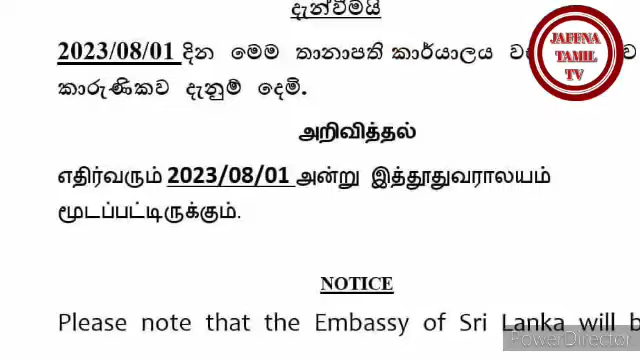 දැන්වීමයි
2023/08/01 දින මෙම තානාපති කාර්යාලය
කාරුණිකව දැනුම් දෙමි.
அறிவித்தல்
எதிர்வரும் 2023/08/01 அன்று இத்தூதுவராலயம்
மூடப்பட்டிருக்கும்.
NOTICE
Please note that the Embassy of Sri Lanka will
JAFFNA
TAMIL
TV
PowerDirector